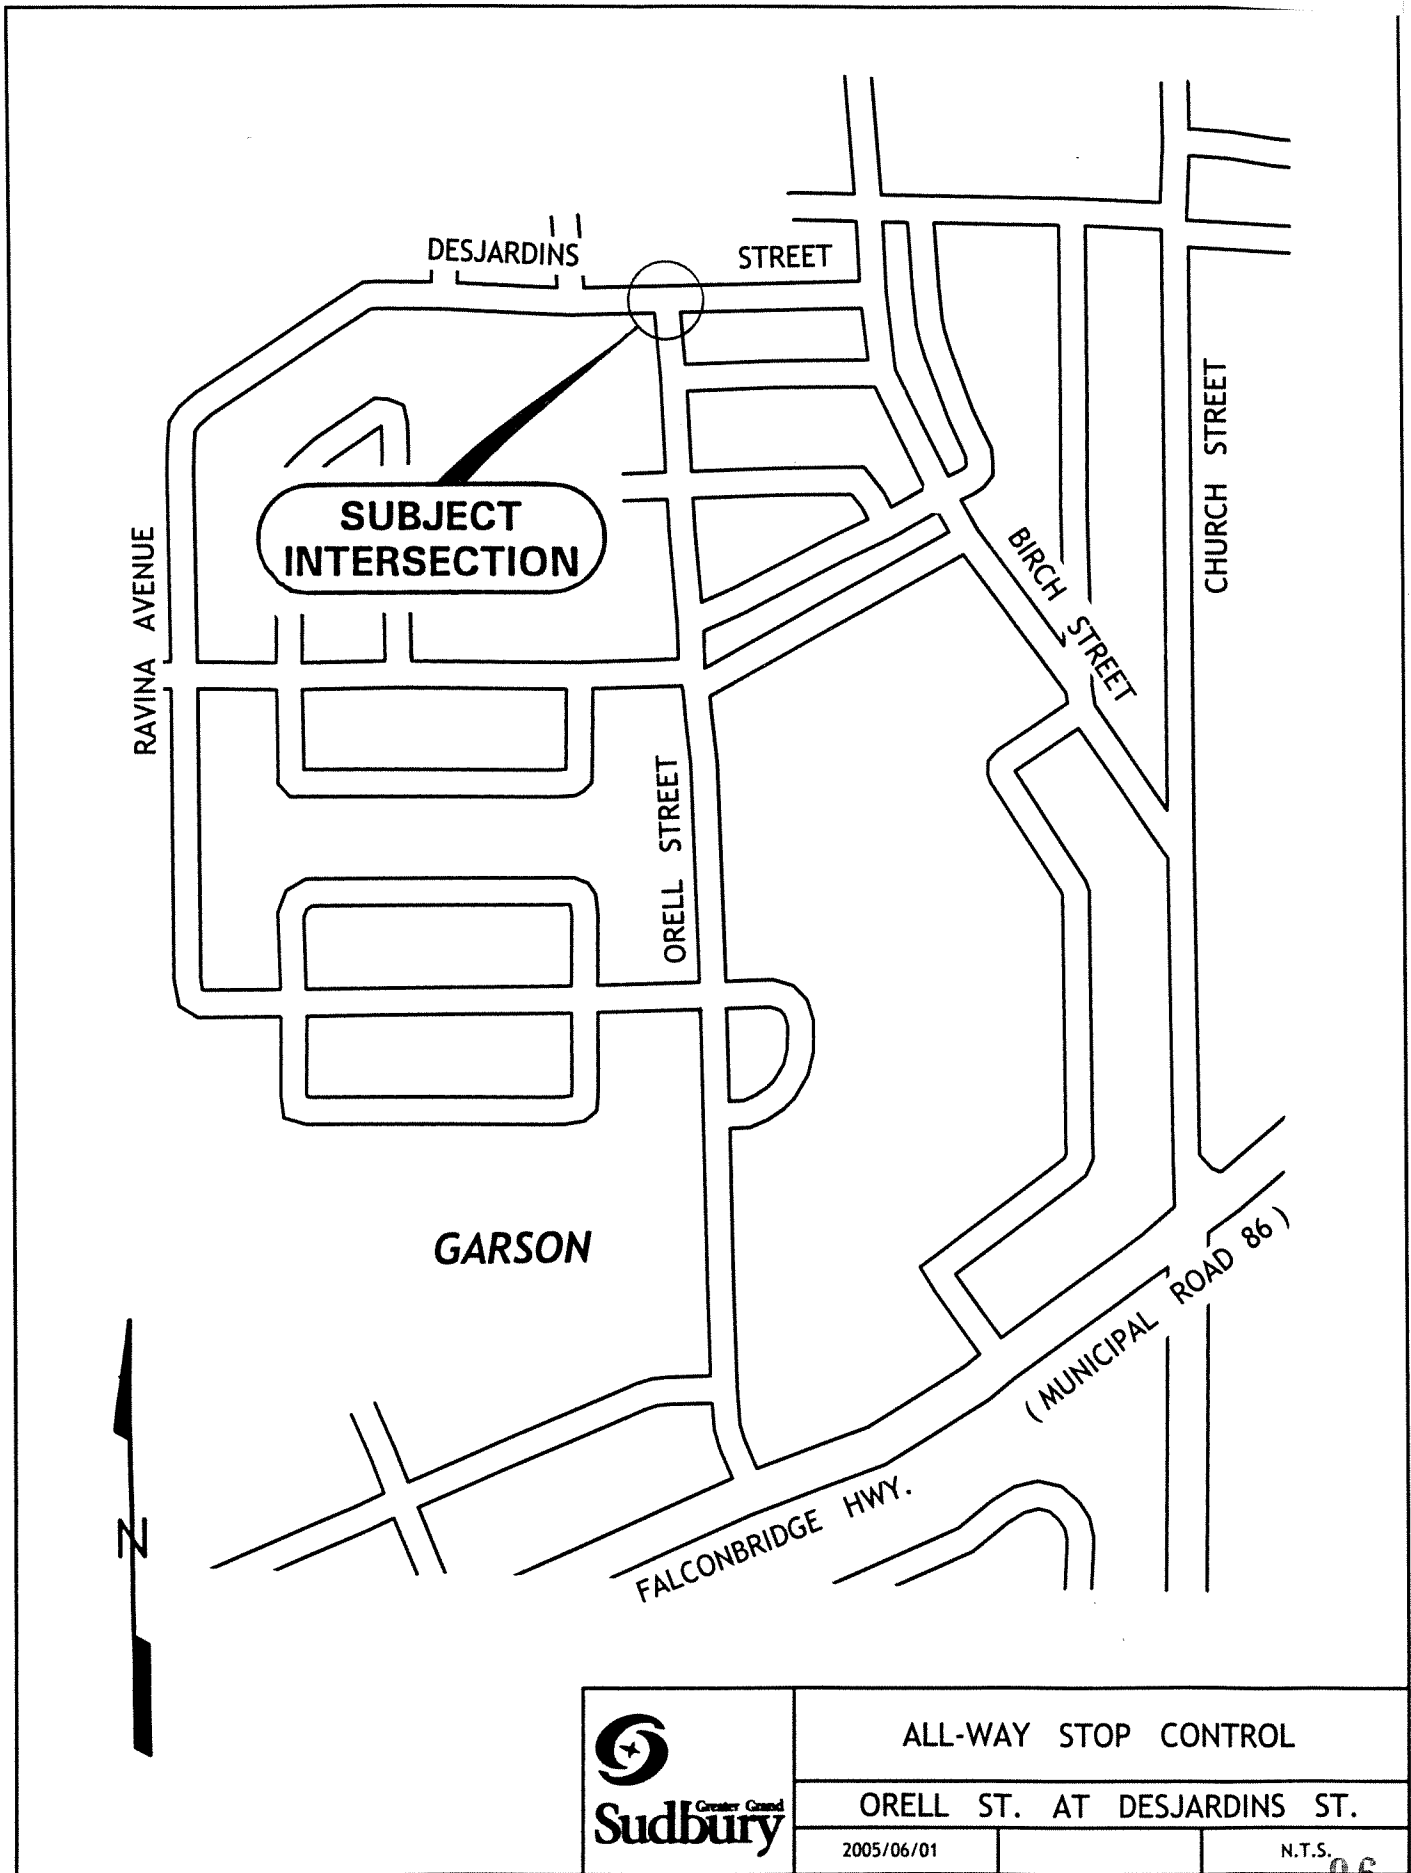 DESJARDINS STREET
SUBJECT
INTERSECTION
RAVINA AVENUE
BIRCH STREET
CHURCH STREET
ORELL STREET
GARSON
( MUNICIPAL ROAD 86 )
FALCONBRIDGE HWY.
N
Greater Grand
Sudbury
ALL-WAY STOP CONTROL
ORELL ST. AT DESJARDINS ST.
2005/06/01
N.T.S.